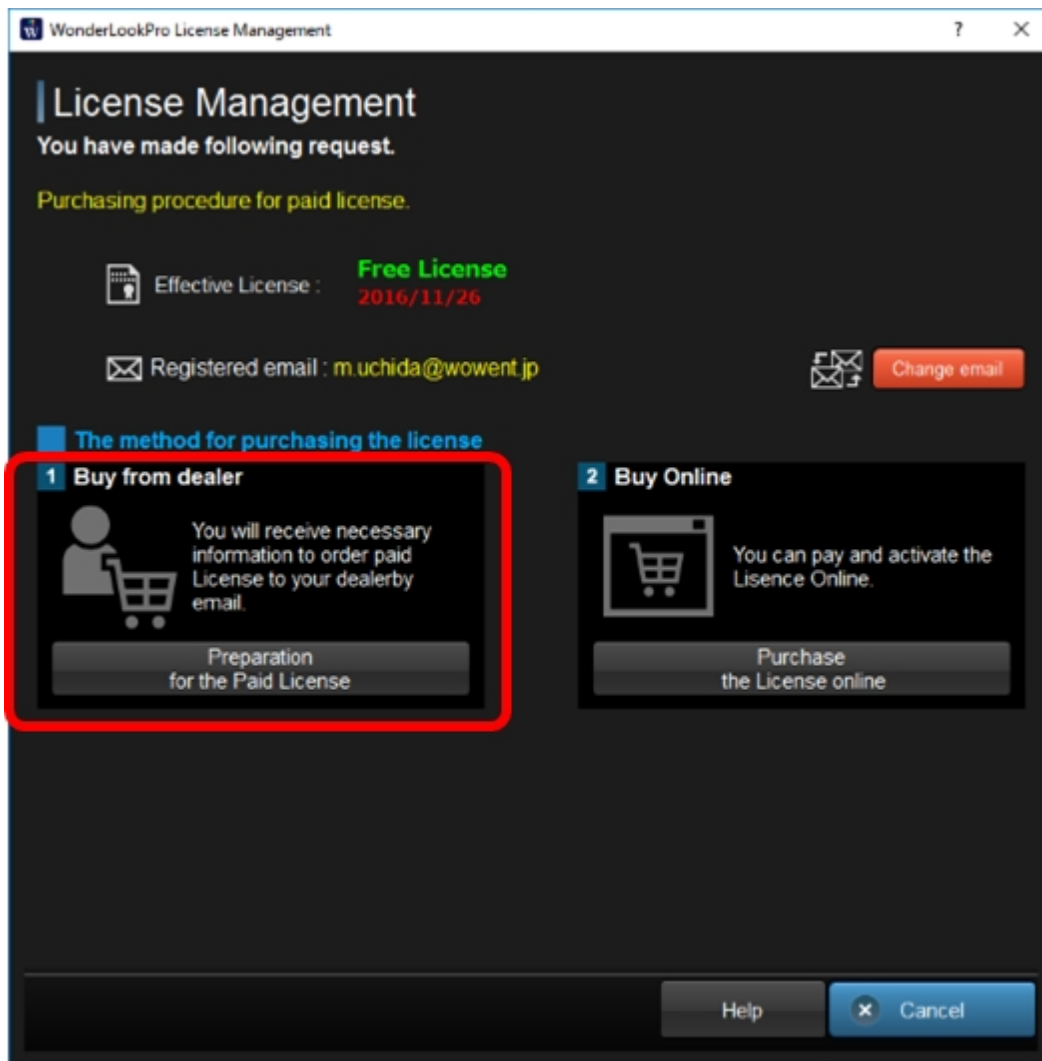 WonderLookPro License Management
License Management
You have made following request.
Purchasing procedure for paid license.
Effective License :
Free License
2016/11/26
Registered email : m.uchida@wowent.jp
Change email
The method for purchasing the license
1 Buy from dealer
You will receive necessary
information to order paid
License to your dealerby
email.
Preparation
for the Paid License
2 Buy Online
You can pay and activate the
Lisence Online.
Purchase
the License online
Help
Cancel